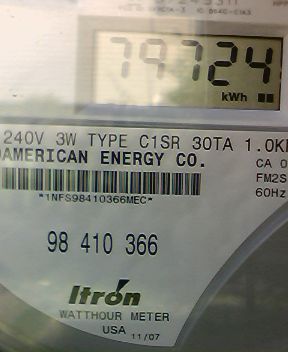 79724
kWh
240V 3W TYPE C1SR 30TA 1.0
AMERICAN ENERGY CO.
CA 0
FM2S
60Hz
*1NFS98410366MEC*
98 410 366
Itron
WATTHOUR METER
USA 11/07